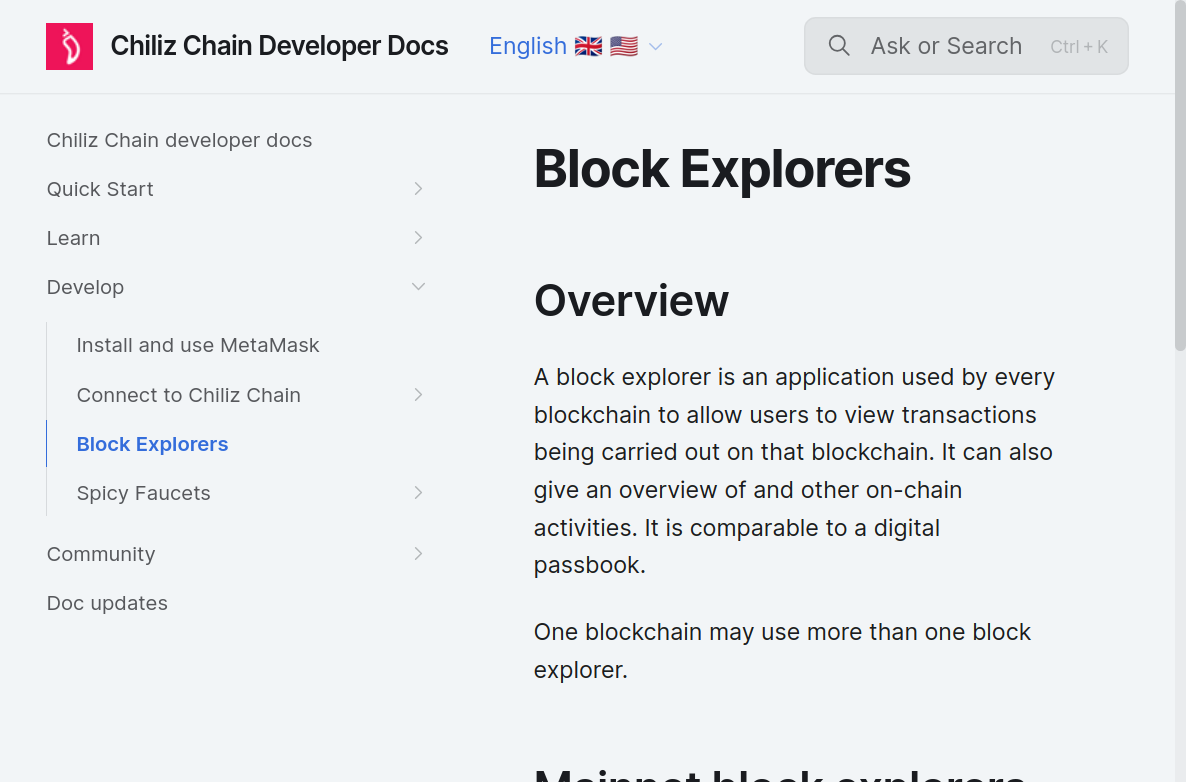 Chiliz Chain Developer Docs
English 🇬🇧 🇺🇸
Ask or Search
Ctrl + K
Chiliz Chain developer docs
Quick Start
Learn
Develop
Install and use MetaMask
Connect to Chiliz Chain
Block Explorers
Spicy Faucets
Community
Doc updates
Block Explorers
Overview
A block explorer is an application used by every
blockchain to allow users to view transactions
being carried out on that blockchain. It can also
give an overview of and other on-chain
activities. It is comparable to a digital
passbook.
One blockchain may use more than one block
explorer.
Mainnet block explorers